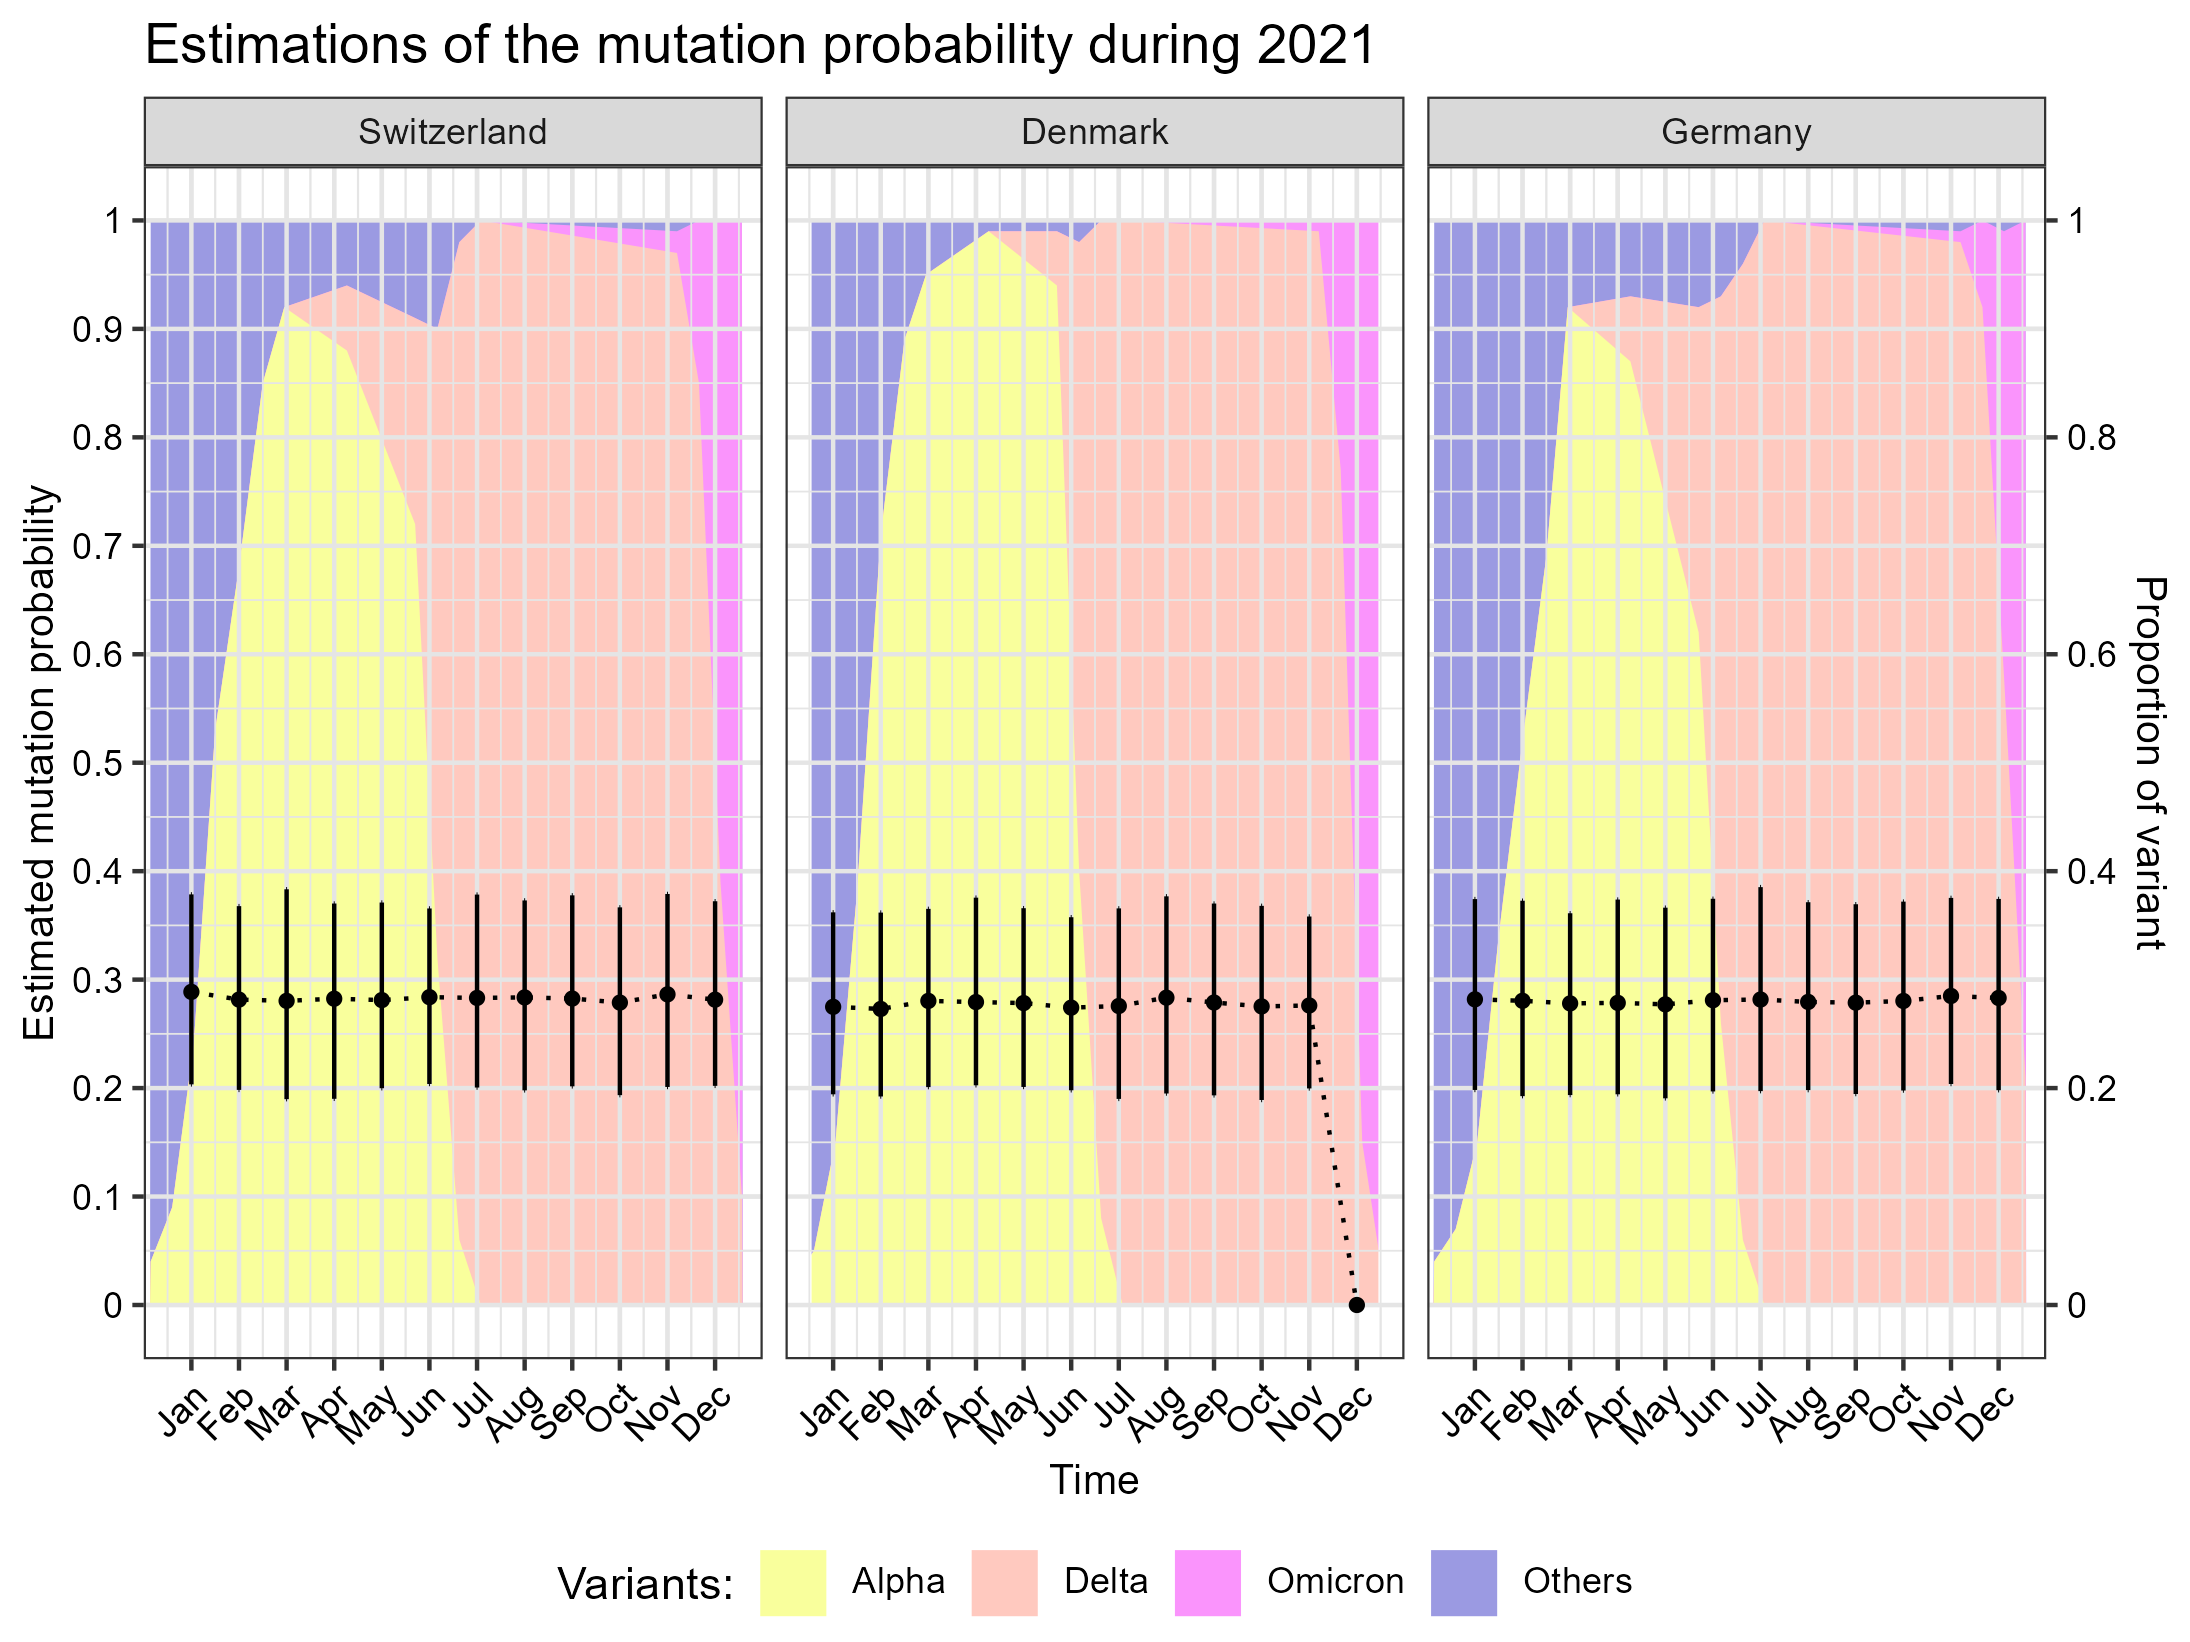 Estimations of the mutation probability during 2021
Switzerland
Denmark
Germany
Estimated mutation probability
1
0.9
0.8
0.7
0.6
0.5
0.4
0.3
0.2
0.1
0
1
0.8
0.6
0.4
0.2
0
Proportion of variant
Jan Feb Mar Apr May Jun Jul Aug Sep Oct Nov Dec
Jan Feb Mar Apr May Jun Jul Aug Sep Oct Nov Dec
Jan Feb Mar Apr May Jun Jul Aug Sep Oct Nov Dec
Time
Variants: Alpha Delta Omicron Others